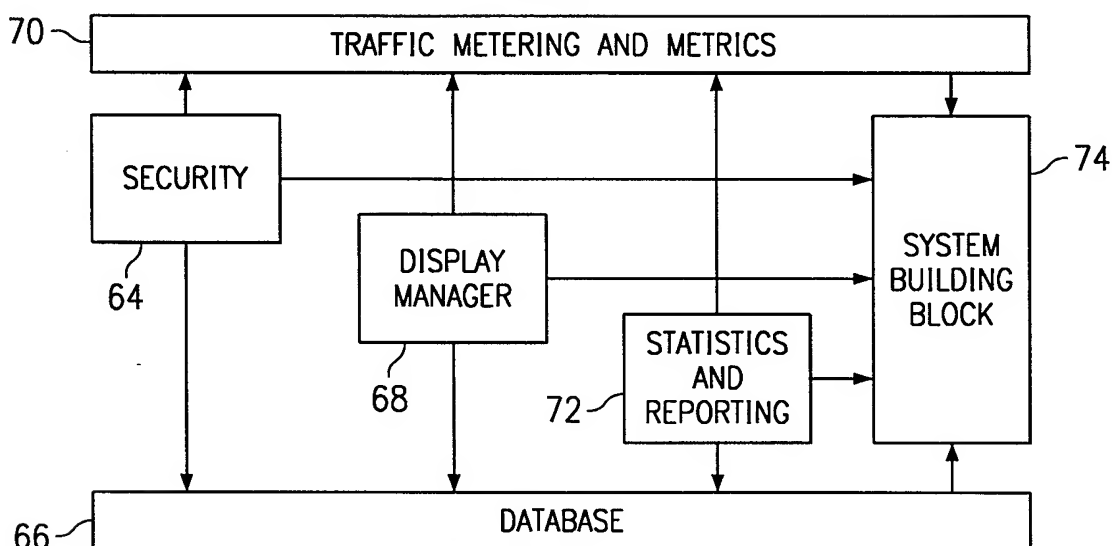 70
TRAFFIC METERING AND METRICS
SECURITY
64
74
DISPLAY
MANAGER
68
SYSTEM
BUILDING
BLOCK
STATISTICS
AND
REPORTING
72
DATABASE
66